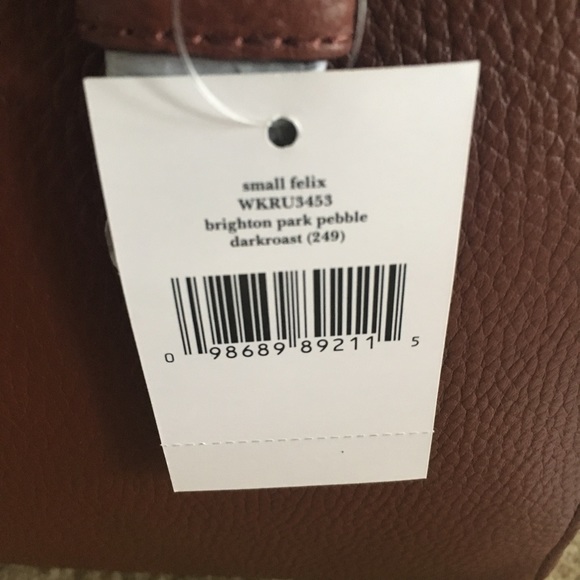 small felix
WKRU3453
brighton park pebble
darkroast (249)
0 98689 89211 5